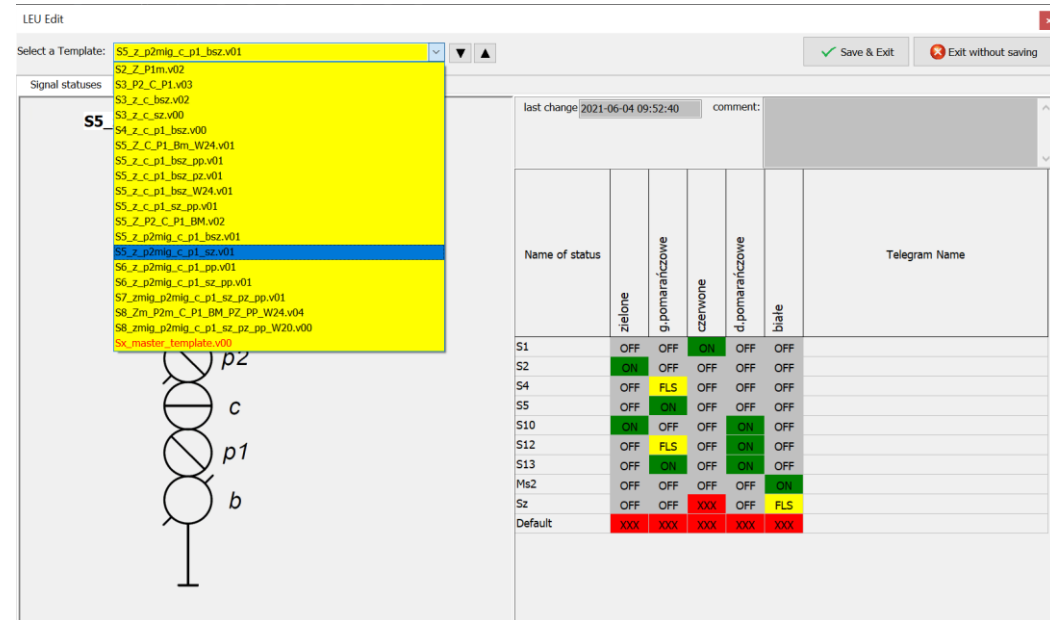 LEU Edit
x
Select a Template: S5_z_p2mig_c_p1_bsz.v01
Save & Exit
Exit without saving
S2_Z_P1m.v02
S3_P2_C_P1.v03
S3_z_c_bsz.v02
S3_z_c_sz.v00
S4_z_c_p1_bsz.v00
S5_Z_C_P1_Bm_W24.v01
S5_z_c_p1_bsz_pp.v01
S5_z_c_p1_bsz_pz.v01
S5_z_c_p1_bsz_W24.v01
S5_z_c_p1_sz_pp.v01
S5_Z_P2_C_P1_BM.v02
S5_z_p2mig_c_p1_bsz.v01
S5_z_p2mig_c_p1_sz.v01
S6_z_p2mig_c_p1_pp.v01
S6_z_p2mig_c_p1_sz_pp.v01
S7_zmig_p2mig_c_p1_sz_pz_pp.v01
S8_Zm_P2m_C_P1_BM_PZ_PP_W24.v04
S8_zmig_p2mig_c_p1_sz_pz_pp_W20.v00
Sx_master_template.v00
Signal statuses
S5_
p2
c
p1
b
last change 2021-06-04 09:52:40 comment:
Name of status zielone g.pomarańczowe czerwone d.pomarańczowe białe Telegram Name
S1 OFF OFF ON OFF OFF
S2 ON OFF OFF OFF OFF
S4 OFF FLS OFF OFF OFF
S5 OFF ON OFF OFF OFF
S10 ON OFF OFF ON OFF
S12 OFF FLS OFF ON OFF
S13 OFF ON OFF ON OFF
Ms2 OFF OFF OFF OFF ON
Sz OFF OFF XXX OFF FLS
Default XXX XXX XXX XXX XXX